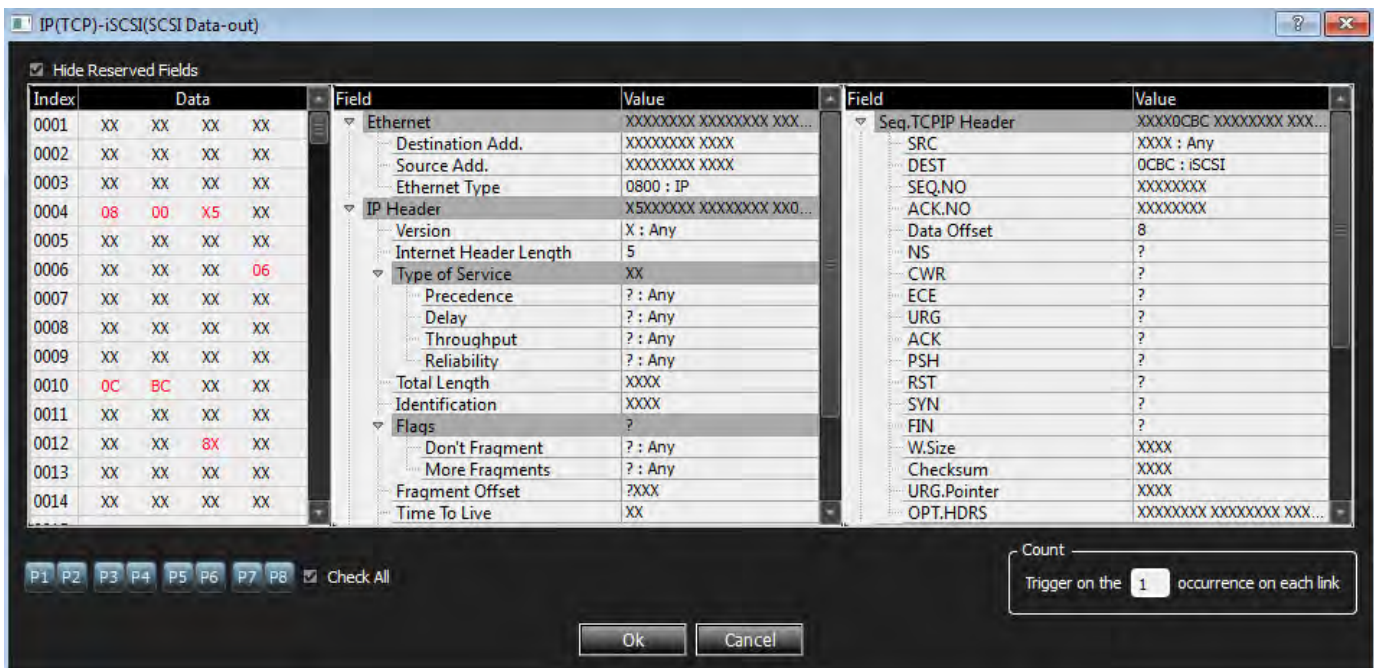 IP(TCP)-iSCSI(SCSI Data-out)
Hide Reserved Fields
Index Data
0001 XX XX XX XX
0002 XX XX XX XX
0003 XX XX XX XX
0004 08 00 X5 XX
0005 XX XX XX XX
0006 XX XX XX 06
0007 XX XX XX XX
0008 XX XX XX XX
0009 XX XX XX XX
0010 0C BC XX XX
0011 XX XX XX XX
0012 XX XX 8X XX
0013 XX XX XX XX
0014 XX XX XX XX
Field Value
Ethernet XXXXXXXX XXXXXXXX XXX...
Destination Add. XXXXXXXX XXXX
Source Add. XXXXXXXX XXXX
Ethernet Type 0800 : IP
IP Header X5XXXXXX XXXXXXXX XX0...
Version X : Any
Internet Header Length 5
Type of Service XX
Precedence ? : Any
Delay ? : Any
Throughput ? : Any
Reliability ? : Any
Total Length XXXX
Identification XXXX
Flags ?
Don't Fragment ? : Any
More Fragments ? : Any
Fragment Offset ?XXX
Time To Live XX
Field Value
Seq.TCPIP Header XXXX0CBC XXXXXXXX XXX...
SRC XXXX : Any
DEST 0CBC : iSCSI
SEQ.NO XXXXXXXX
ACK.NO XXXXXXXX
Data Offset 8
NS ?
CWR ?
ECE ?
URG ?
ACK ?
PSH ?
RST ?
SYN ?
FIN ?
W.Size XXXX
Checksum XXXX
URG.Pointer XXXX
OPT.HDRS XXXXXXXX XXXXXXXX XXX...
P1 P2 P3 P4 P5 P6 P7 P8 Check All
Count
Trigger on the 1 occurrence on each link
Ok Cancel